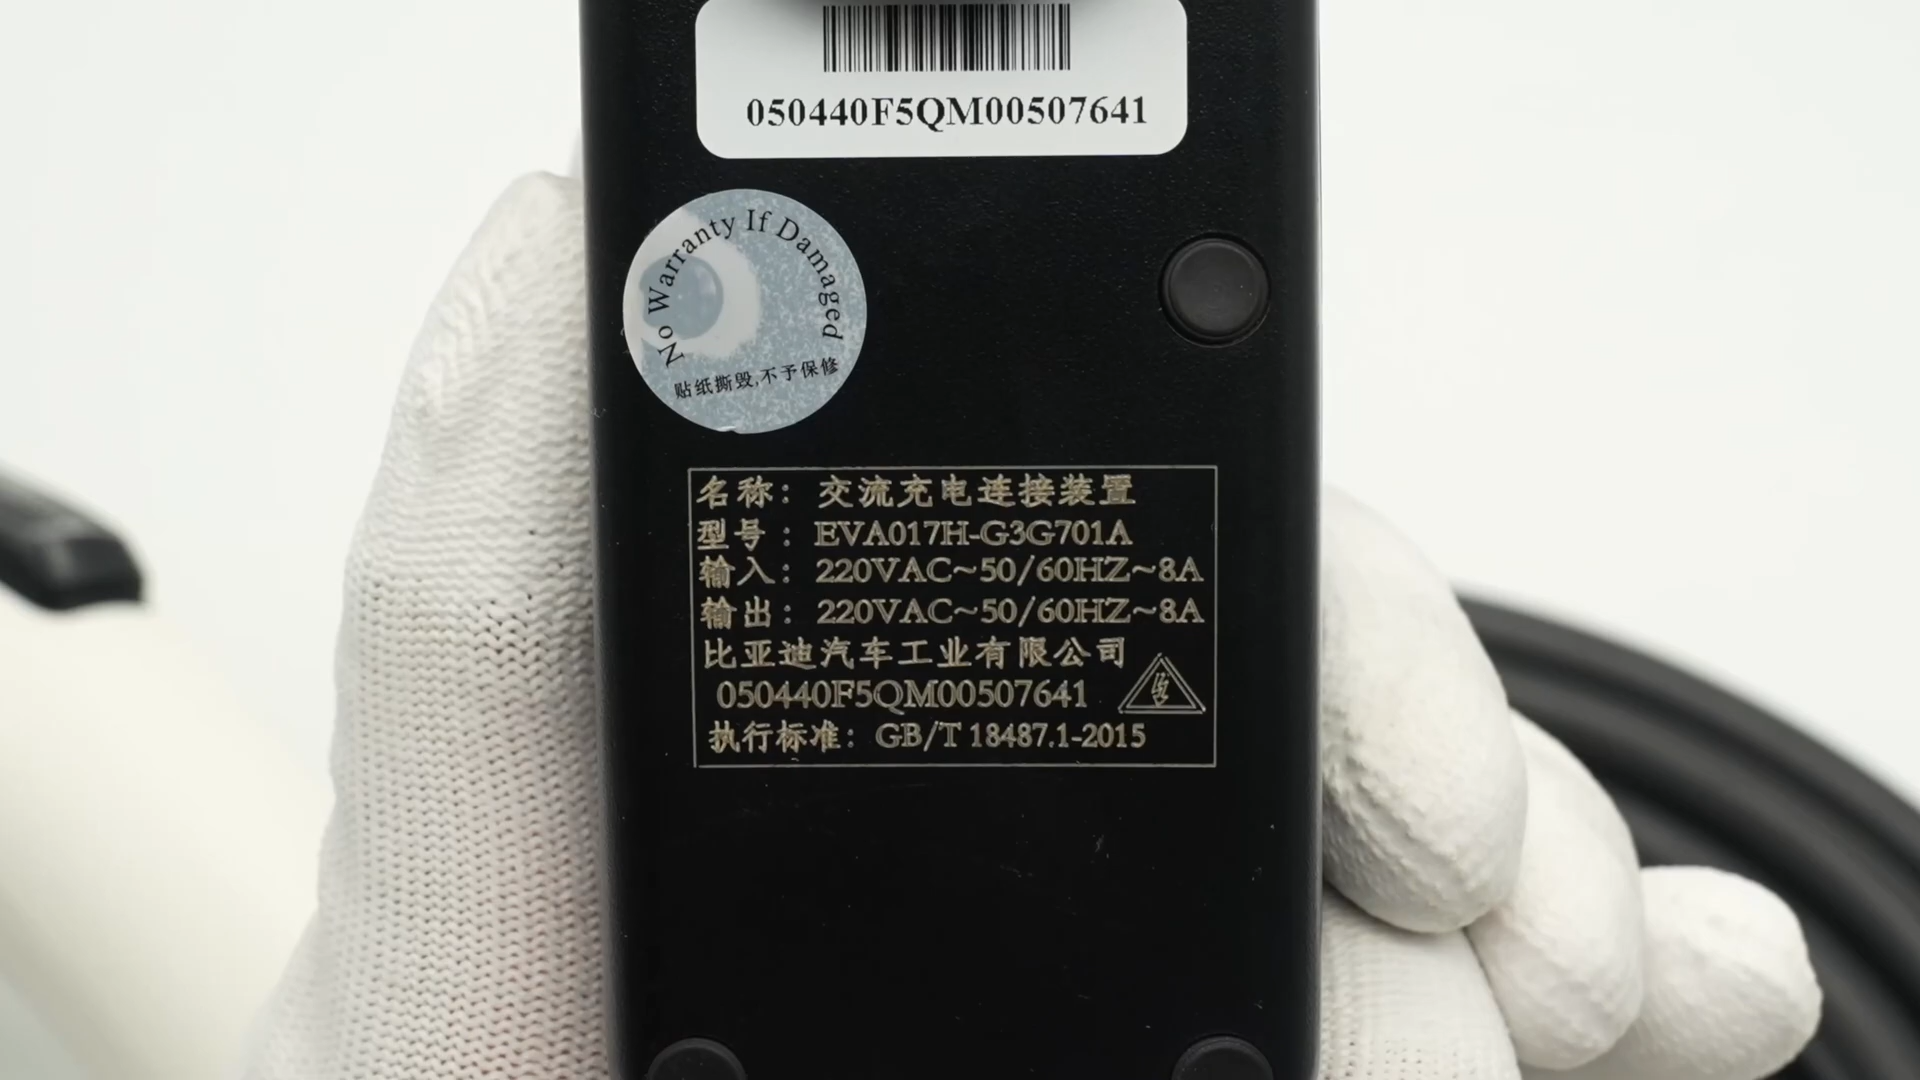 050440F5QM00507641
No Warranty If Damaged
贴纸撕毁,不予保修
名称：交流充电连接装置
型号：EVA017H-G3G701A
输入：220VAC~50/60HZ~8A
输出：220VAC~50/60HZ~8A
比亚迪汽车工业有限公司
050440F5QM00507641
执行标准：GB/T 18487.1-2015